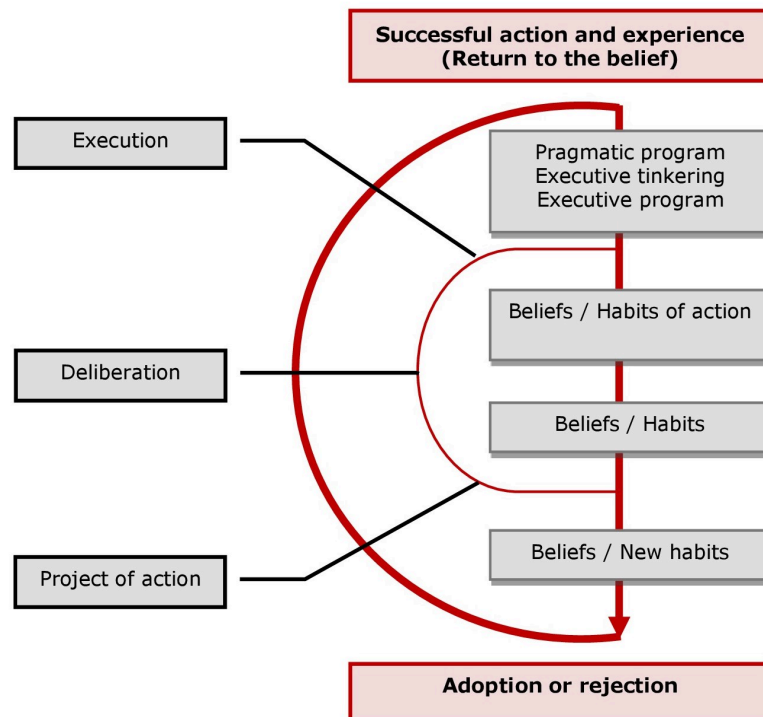 Successful action and experience
(Return to the belief)
Execution
Pragmatic program
Executive tinkering
Executive program
Beliefs / Habits of action
Deliberation
Beliefs / Habits
Beliefs / New habits
Project of action
Adoption or rejection